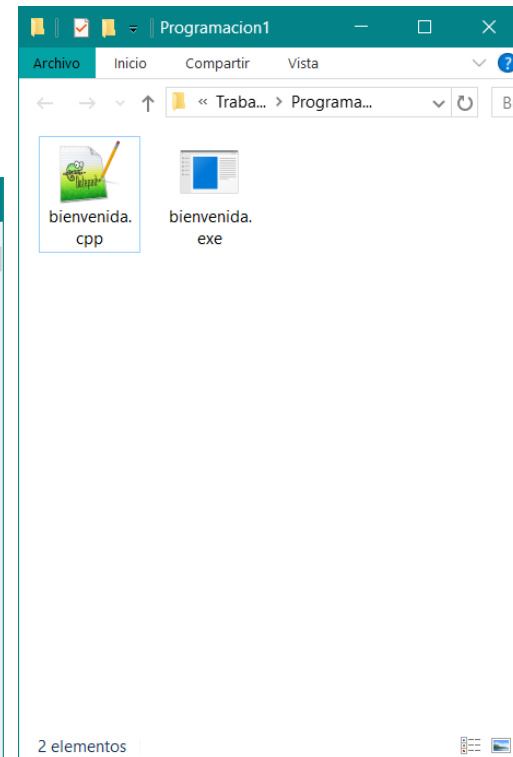 Programacion1
Archivo Inicio Compartir Vista
« Traba... > Programa... B
bienvenida.
cpp
bienvenida.
exe
2 elementos